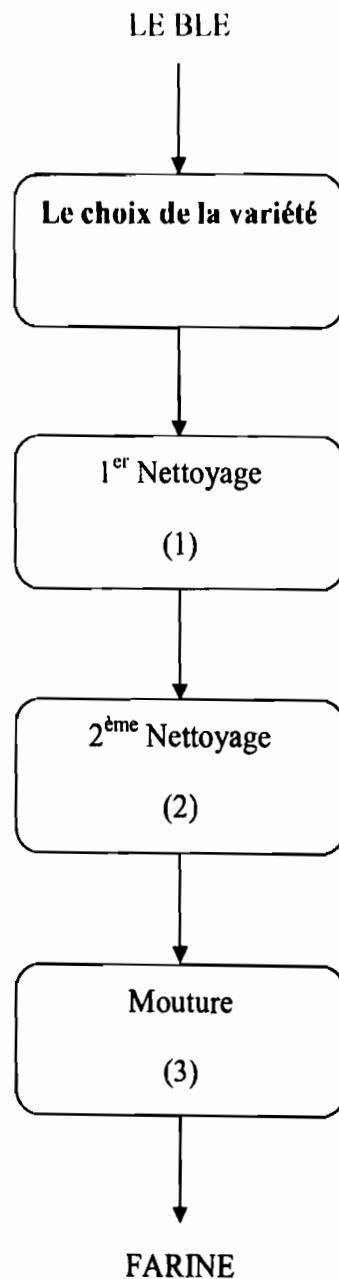 LE BLE
Le choix de la variété
1er Nettoyage
(1)
2ème Nettoyage
(2)
Mouture
(3)
FARINE